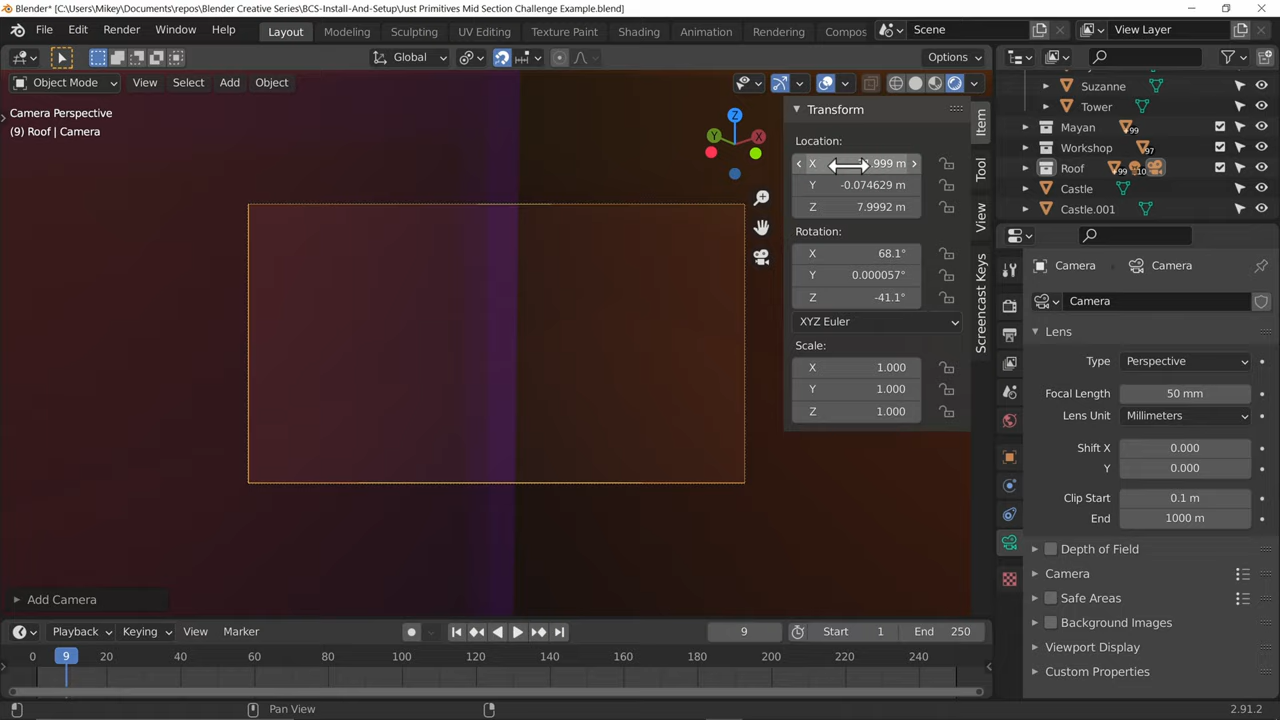 Blender* [C:\Users\Mikey\Documents\repos\Blender Creative Series\BCS-Install-And-Setup\Just Primitives Mid Section Challenge Example.blend]
File Edit Render Window Help Layout Modeling Sculpting UV Editing Texture Paint Shading Animation Rendering Compos Scene View Layer
Global Options
Object Mode View Select Add Object
Camera Perspective
(9) Roof | Camera
Z
Y
X
Transform
Location:
X .999 m
Y -0.074629 m
Z 7.9992 m
Rotation:
X 68.1°
Y 0.000057°
Z -41.1°
XYZ Euler
Scale:
X 1.000
Y 1.000
Z 1.000
Item
Tool
View
Screencast Keys
Suzanne
Tower
Mayan 99
Workshop 97
Roof 99 10
Castle
Castle.001
Camera Camera
Camera
Lens
Type Perspective
Focal Length 50 mm
Lens Unit Millimeters
Shift X 0.000
Y 0.000
Clip Start 0.1 m
End 1000 m
Depth of Field
Camera
Safe Areas
Background Images
Viewport Display
Custom Properties
Add Camera
Playback Keying View Marker 9 Start 1 End 250
0 9 20 40 60 80 100 120 140 160 180 200 220 240
Pan View 2.91.2